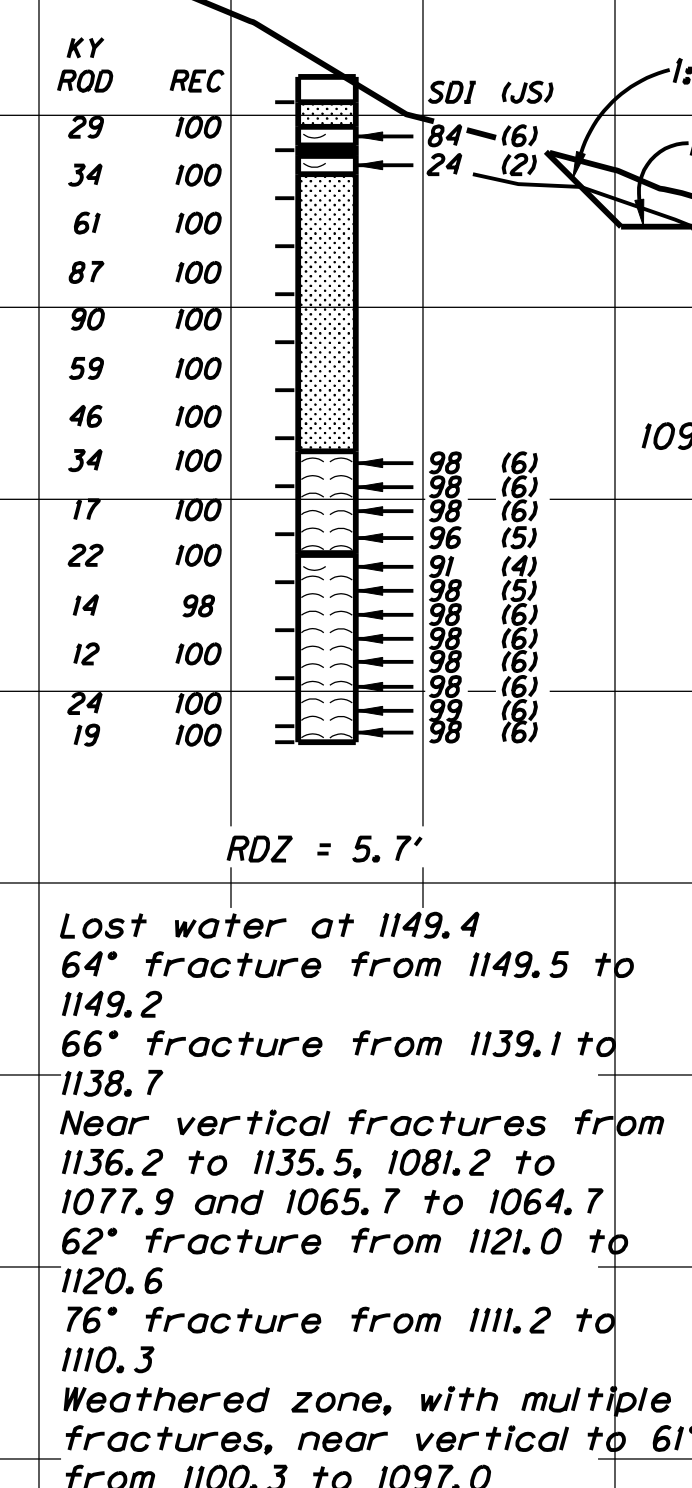 KY
RQD REC
SDI (JS)
1:
29 100
84 (6)
34 100
24 (2)
61 100
87 100
90 100
59 100
46 100
109
34 100
98 (6)
98 (6)
17 100
98 (6)
96 (5)
22 100
91 (4)
98 (5)
14 98
98 (6)
98 (6)
12 100
98 (6)
98 (6)
24 100
99 (6)
19 100
98 (6)
RDZ = 5.7'
Lost water at 1149.4
64° fracture from 1149.5 to
1149.2
66° fracture from 1139.1 to
1138.7
Near vertical fractures from
1136.2 to 1135.5, 1081.2 to
1077.9 and 1065.7 to 1064.7
62° fracture from 1121.0 to
1120.6
76° fracture from 1111.2 to
1110.3
Weathered zone, with multiple
fractures, near vertical to 61°
from 1100.3 to 1097.0